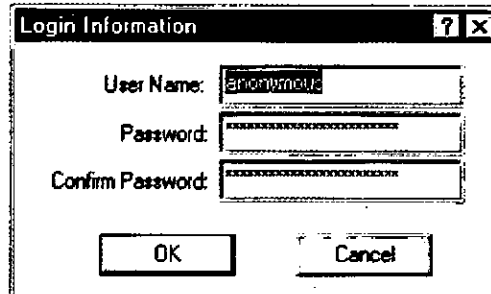 Login Information ? X
User Name: anonymous
Password: ************************
Confirm Password: ************************
OK Cancel